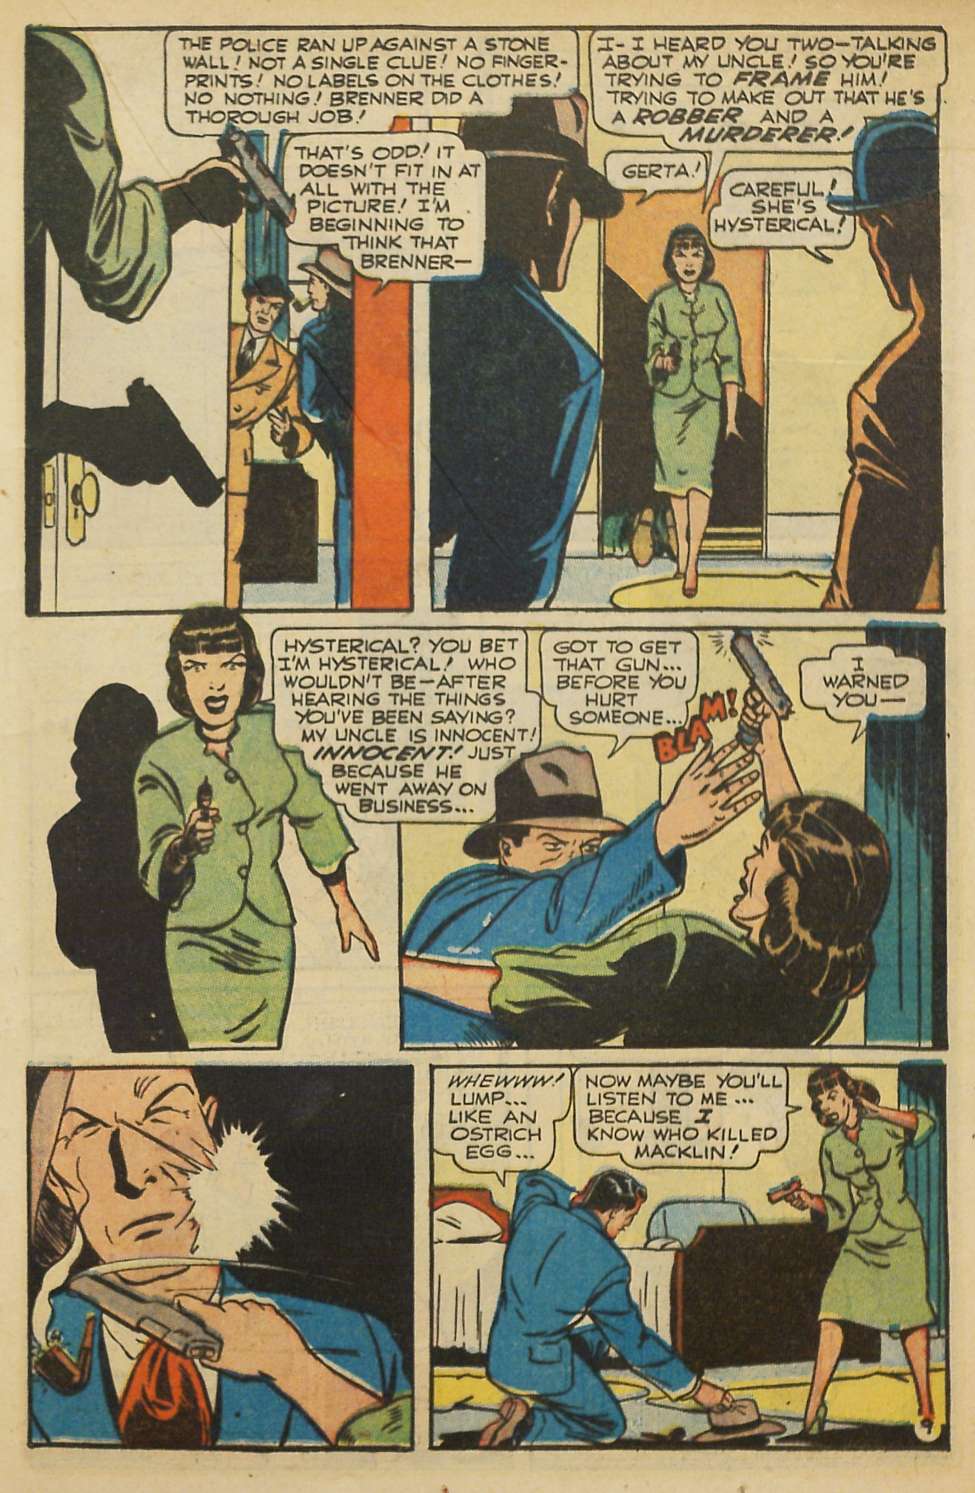 THE POLICE RAN UP AGAINST A STONE
WALL! NOT A SINGLE CLUE! NO FINGER-
PRINTS! NO LABELS ON THE CLOTHES!
NO NOTHING! BRENNER DID A
THOROUGH JOB!
THAT'S ODD! IT
DOESN'T FIT IN AT
ALL WITH THE
PICTURE! I'M
BEGINNING TO
THINK THAT
BRENNER—
I-I HEARD YOU TWO—TALKING
ABOUT MY UNCLE! SO YOU'RE
TRYING TO FRAME HIM!
TRYING TO MAKE OUT THAT HE'S
A ROBBER AND A
MURDERER!
GERTA!
CAREFUL!
SHE'S
HYSTERICAL!
HYSTERICAL? YOU BET
I'M HYSTERICAL! WHO
WOULDN'T BE—AFTER
HEARING THE THINGS
YOU'VE BEEN SAYING?
MY UNCLE IS INNOCENT!
INNOCENT! JUST
BECAUSE HE
WENT AWAY ON
BUSINESS...
GOT TO GET
THAT GUN...
BEFORE YOU
HURT
SOMEONE...
BLAM!
I
WARNED
YOU—
WHEWWW!
LUMP...
LIKE AN
OSTRICH
EGG...
NOW MAYBE YOU'LL
LISTEN TO ME...
BECAUSE I
KNOW WHO KILLED
MACKLIN!
9